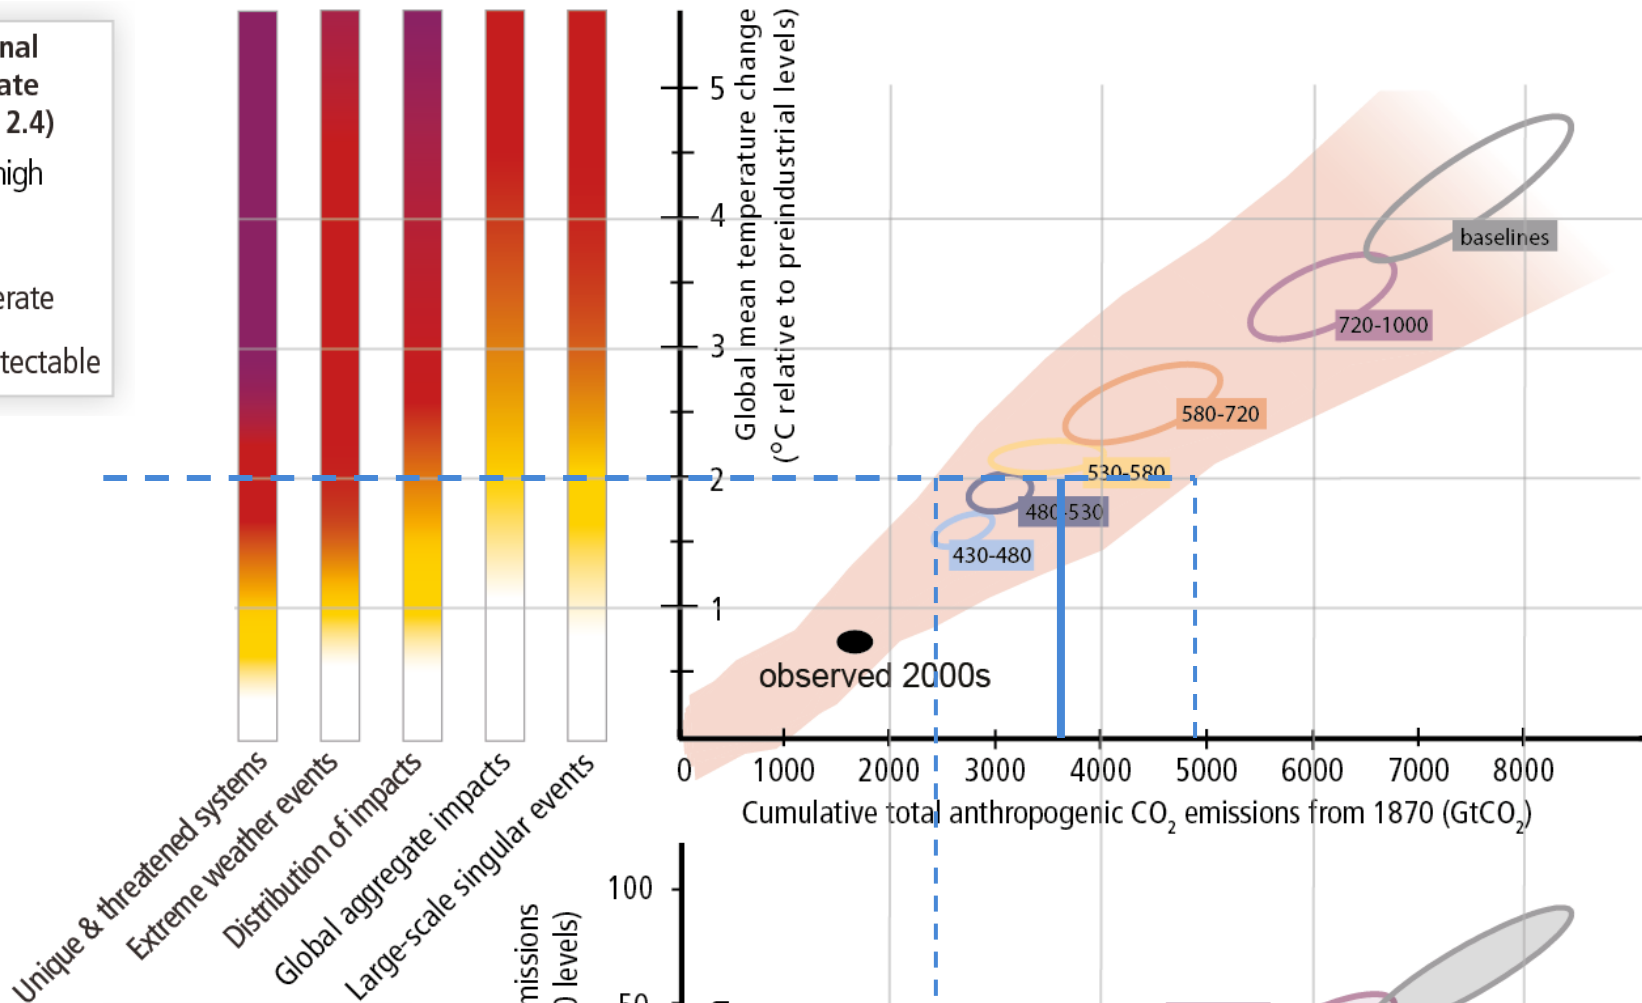 nal
ate
2.4)
high
erate
tectable
Unique & threatened systems
Extreme weather events
Distribution of impacts
Global aggregate impacts
Large-scale singular events
Global mean temperature change
(°C relative to preindustrial levels)
5
4
3
2
1
baselines
720-1000
580-720
530-580
480-530
430-480
observed 2000s
0 1000 2000 3000 4000 5000 6000 7000 8000
Cumulative total anthropogenic CO₂ emissions from 1870 (GtCO₂)
missions
0 levels)
100
50